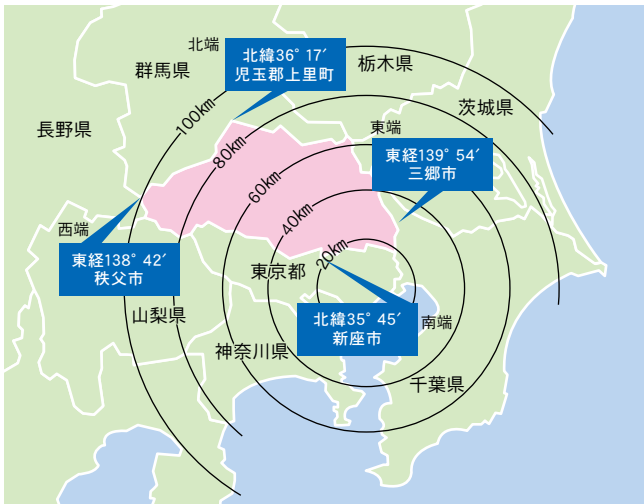 北端
北緯36° 17′
児玉郡上里町
栃木県
群馬県
100km
茨城県
長野県
東端
80km
東経139° 54′
三郷市
60km
40km
西端
東経138° 42′
秩父市
20km
東京都
山梨県
北緯35° 45′
新座市
南端
神奈川県
千葉県